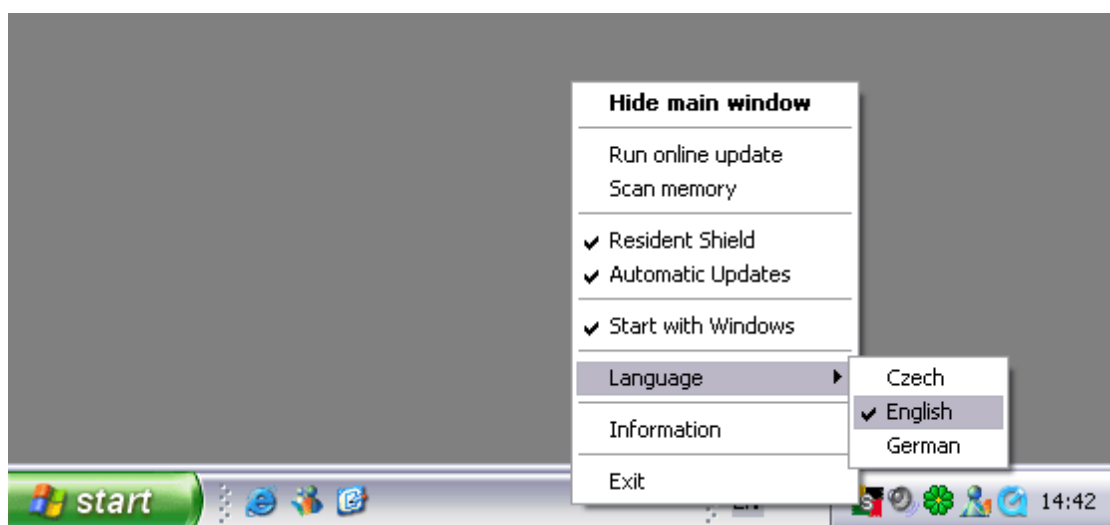 Hide main window
Run online update
Scan memory
Resident Shield
Automatic Updates
Start with Windows
Language
Czech
English
German
Information
Exit
start
14:42